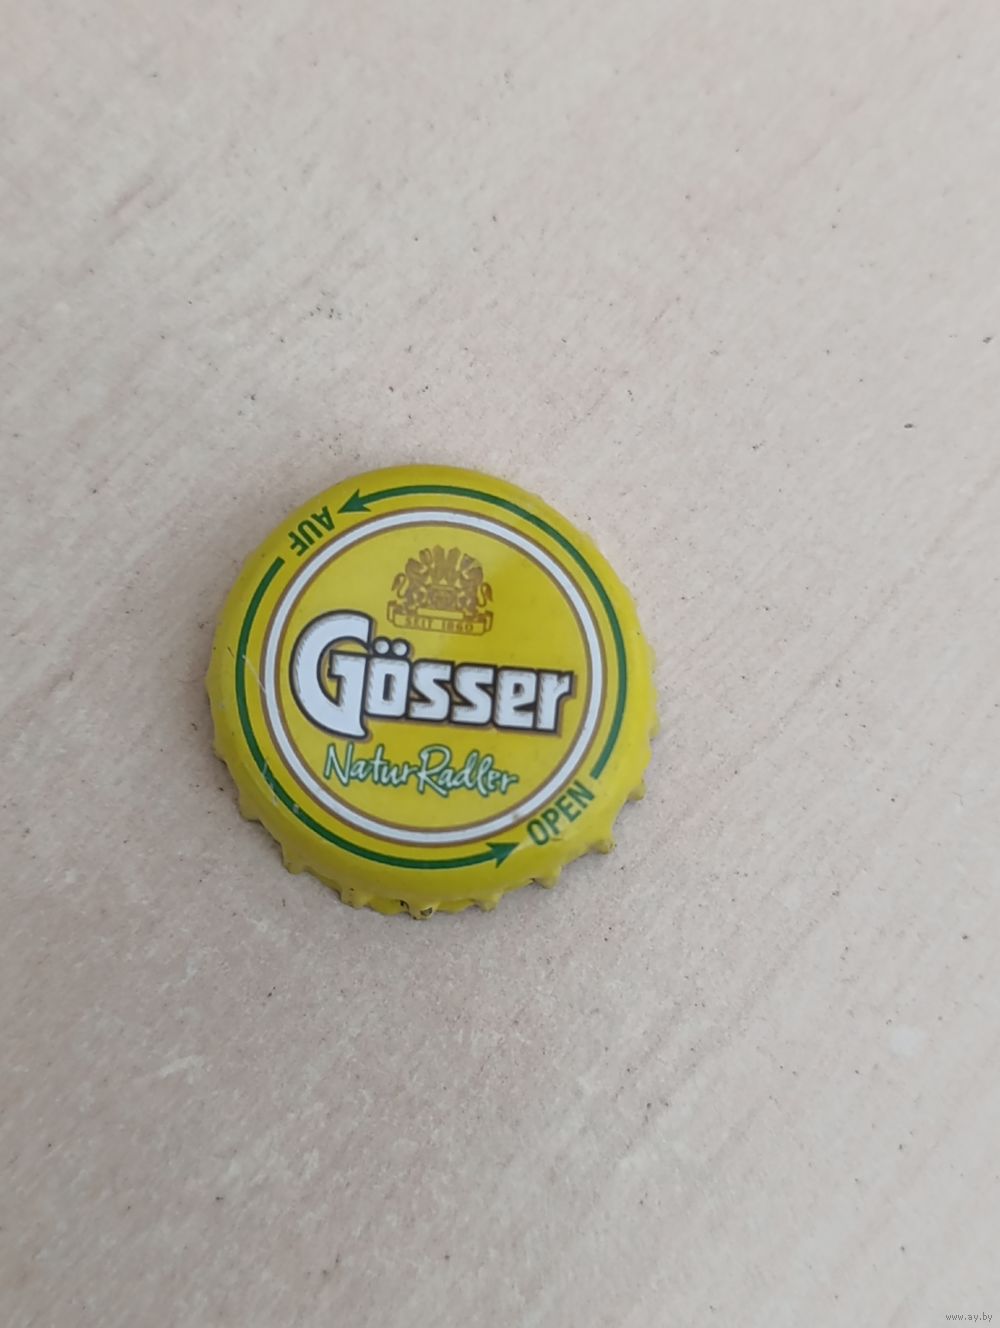 AUF
SEIT 1860
Gösser
NaturRadler
OPEN
www.ay.by